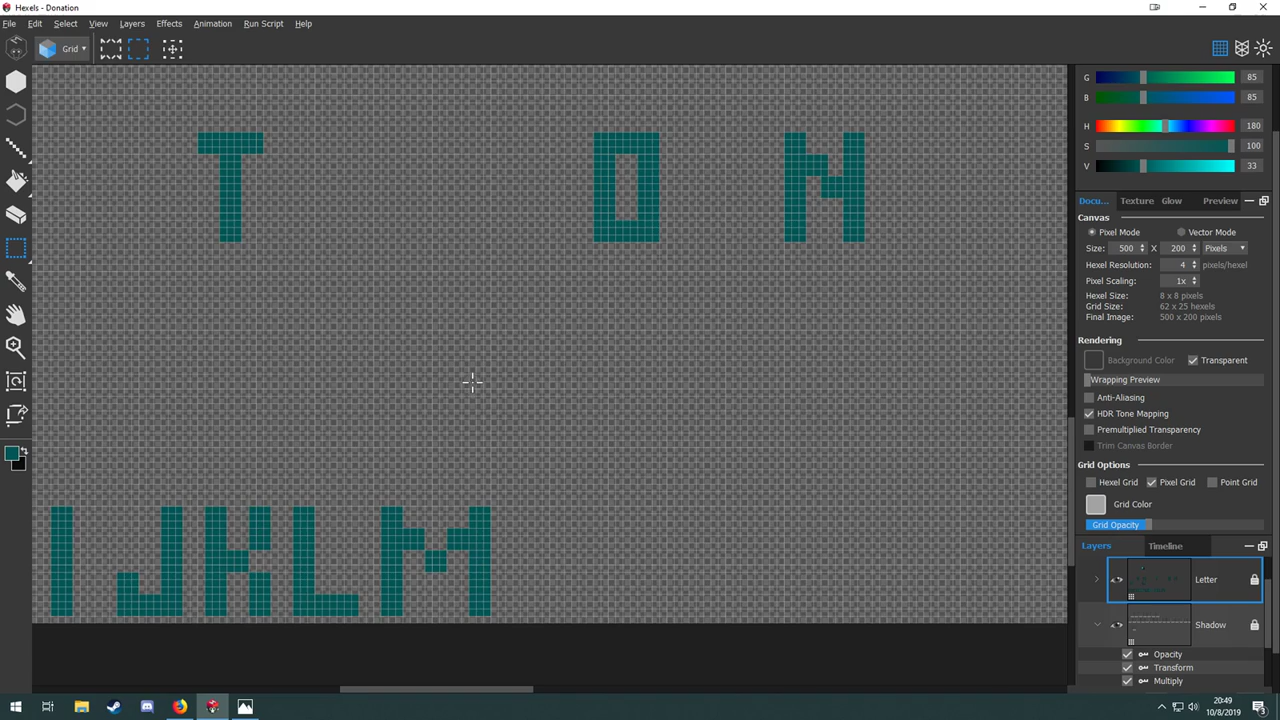 Hexels - Donation
File Edit Select View Layers Effects Animation Run Script Help
Grid
G 85
B 85
H 180
S 100
V 33
Docu... Texture Glow Preview
Canvas
Pixel Mode Vector Mode
Size: 500 X 200 Pixels
Hexel Resolution: 4 pixels/hexel
Pixel Scaling: 1x
Hexel Size: 8 x 8 pixels
Grid Size: 62 x 25 hexels
Final Image: 500 x 200 pixels
Rendering
Background Color Transparent
Wrapping Preview
Anti-Aliasing
HDR Tone Mapping
Premultiplied Transparency
Trim Canvas Border
Grid Options
Hexel Grid Pixel Grid Point Grid
Grid Color
Grid Opacity
Layers Timeline
Letter
Shadow
Opacity
Transform
Multiply
T O N
I J K L M
20:49
10/8/2019
3